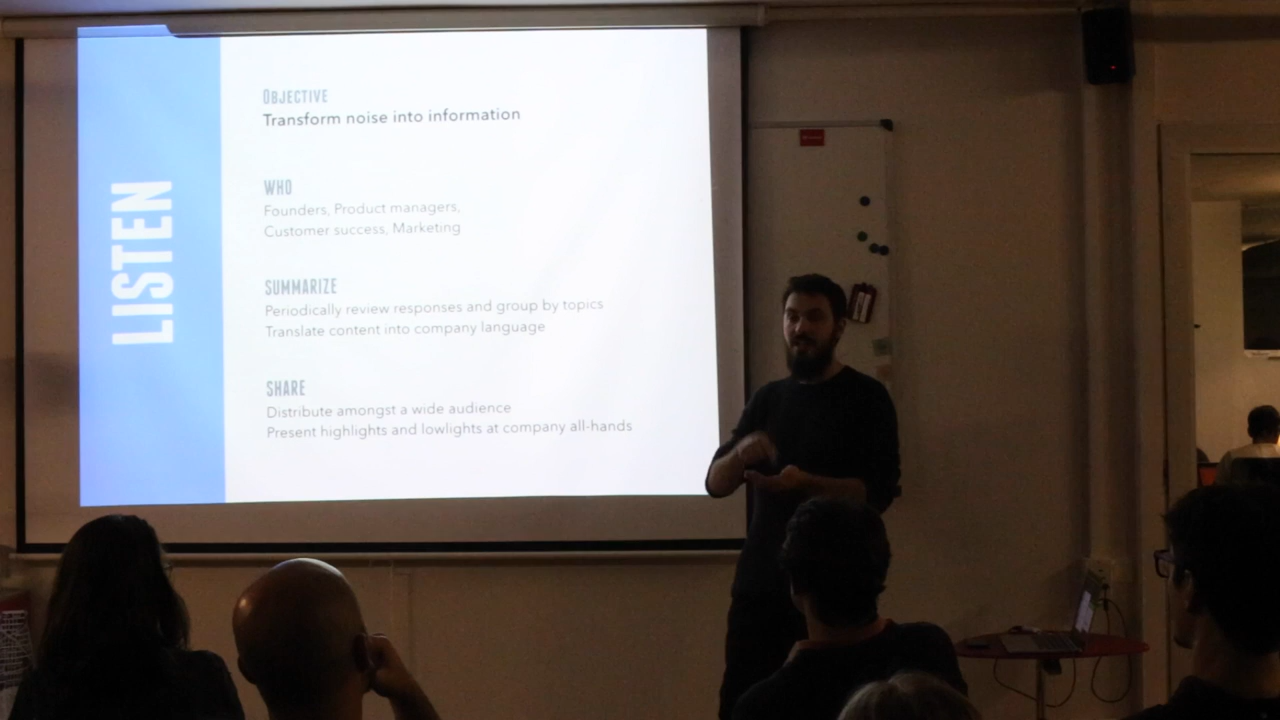 LISTEN
OBJECTIVE
Transform noise into information
WHO
Founders, Product managers,
Customer success, Marketing
SUMMARIZE
Periodically review responses and group by topics
Translate content into company language
SHARE
Distribute amongst a wide audience
Present highlights and lowlights at company all-hands